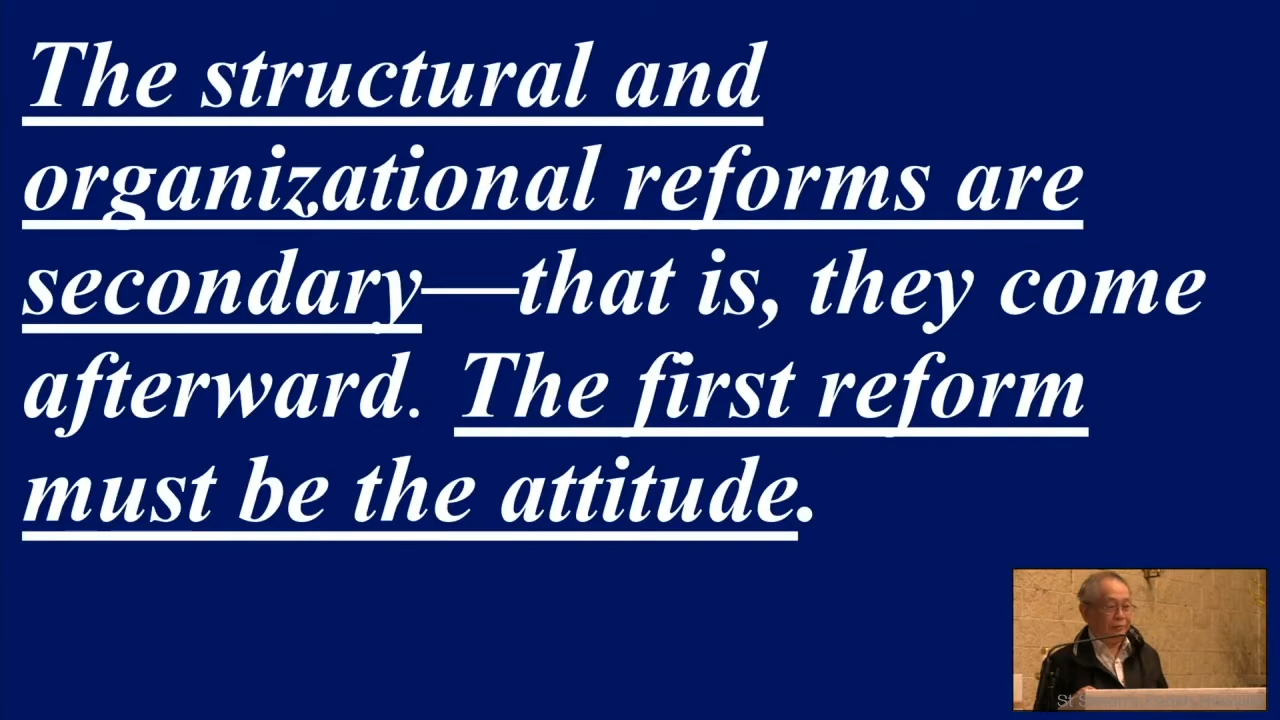 The structural and
organizational reforms are
secondary—that is, they come
afterward. The first reform
must be the attitude.
St